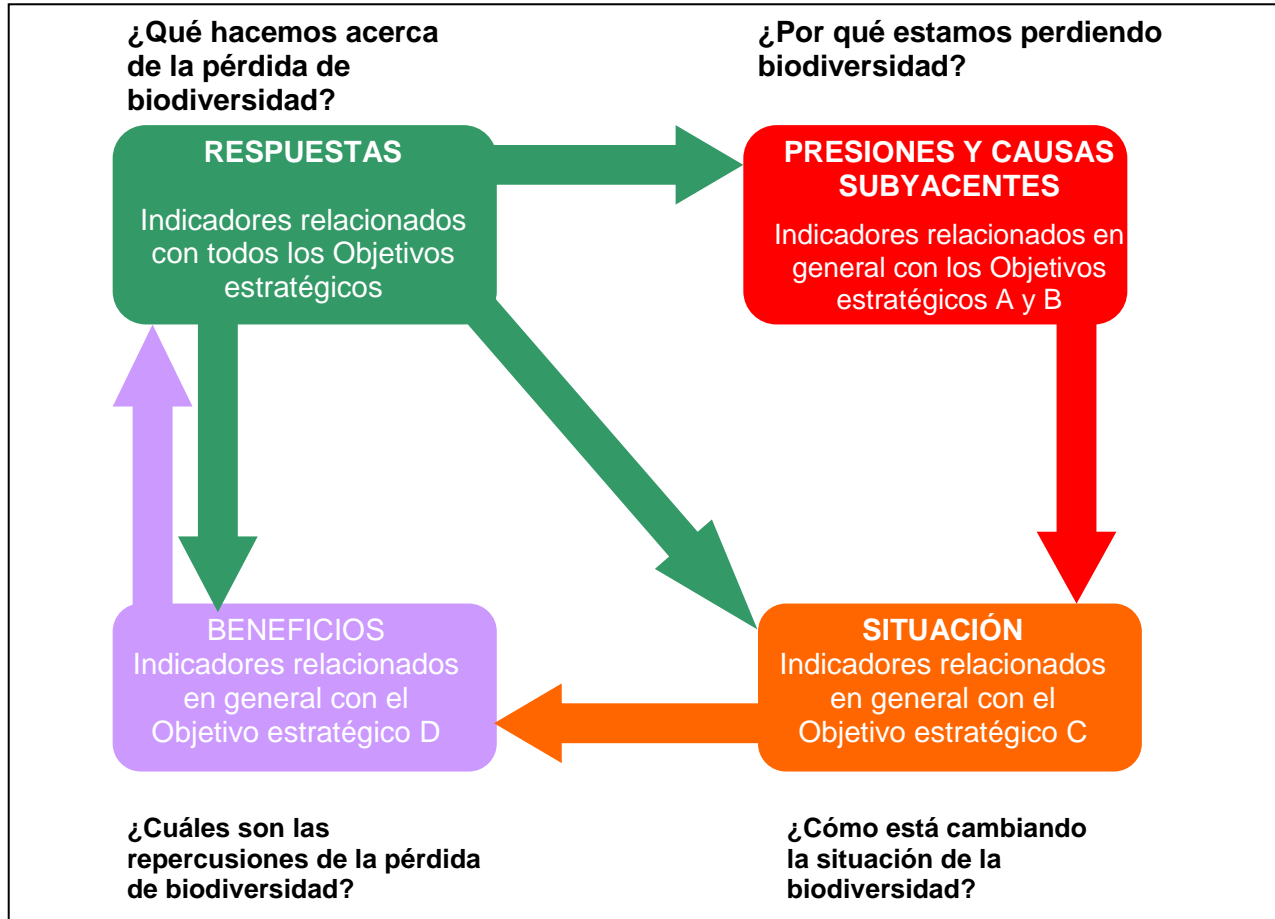 ¿Qué hacemos acerca
de la pérdida de
biodiversidad?
¿Por qué estamos perdiendo
biodiversidad?
RESPUESTAS
Indicadores relacionados
con todos los Objetivos
estratégicos
PRESIONES Y CAUSAS
SUBYACENTES
Indicadores relacionados en
general con los Objetivos
estratégicos A y B
BENEFICIOS
Indicadores relacionados
en general con el
Objetivo estratégico D
SITUACIÓN
Indicadores relacionados
en general con el
Objetivo estratégico C
¿Cuáles son las
repercusiones de la pérdida
de biodiversidad?
¿Cómo está cambiando
la situación de la
biodiversidad?